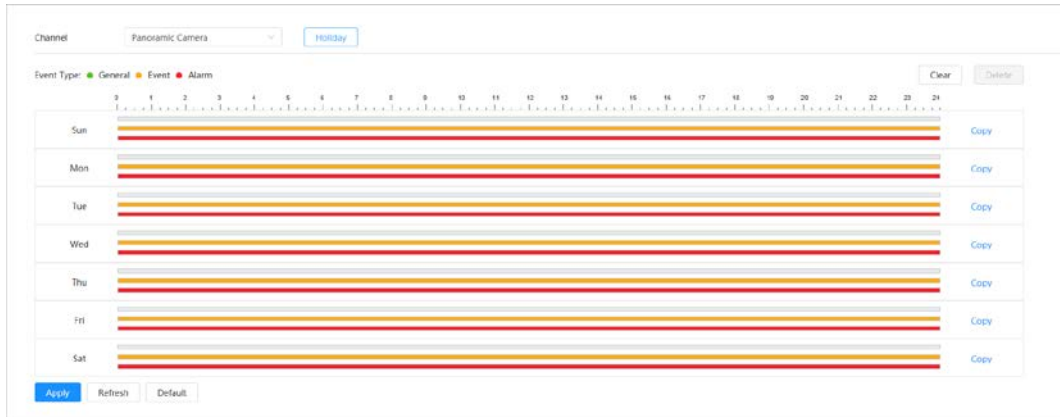 Channel Panoramic Camera Holiday
Event Type: General Event Alarm Clear Delete
0 1 2 3 4 5 6 7 8 9 10 11 12 13 14 15 16 17 18 19 20 21 22 23 24
Sun Copy
Mon Copy
Tue Copy
Wed Copy
Thu Copy
Fri Copy
Sat Copy
Apply Refresh Default